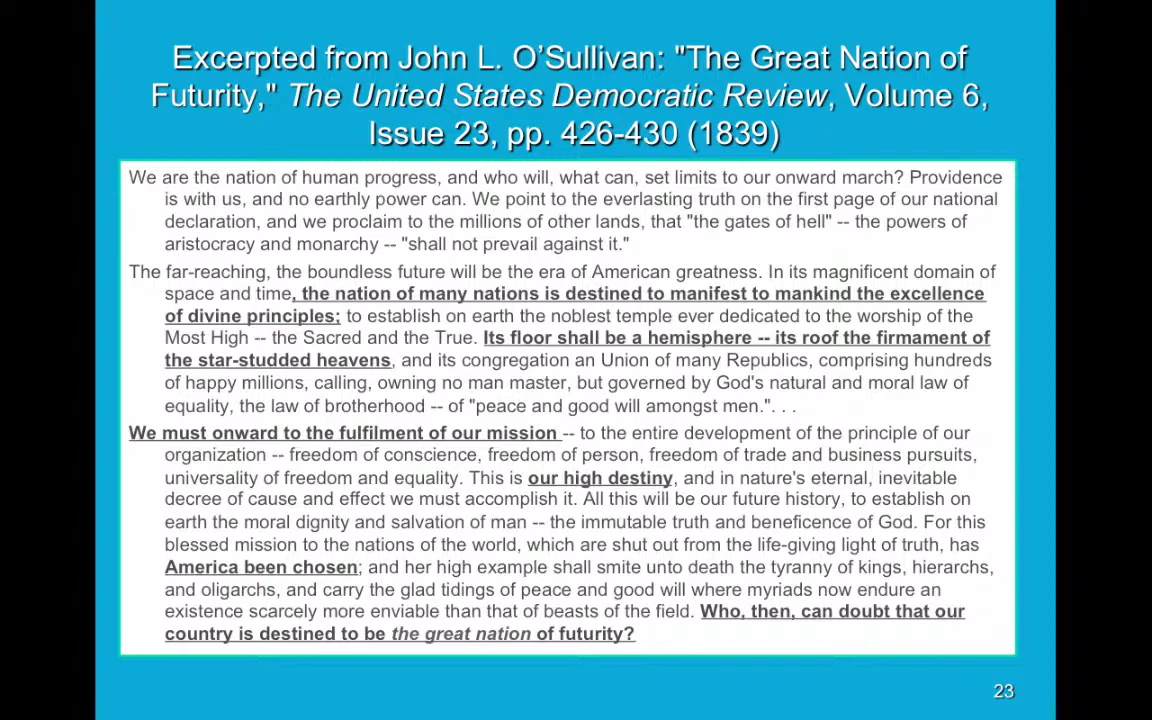 Excerpted from John L. O’Sullivan: "The Great Nation of
Futurity," The United States Democratic Review, Volume 6,
Issue 23, pp. 426-430 (1839)
We are the nation of human progress, and who will, what can, set limits to our onward march? Providence
is with us, and no earthly power can. We point to the everlasting truth on the first page of our national
declaration, and we proclaim to the millions of other lands, that "the gates of hell" -- the powers of
aristocracy and monarchy -- "shall not prevail against it."
The far-reaching, the boundless future will be the era of American greatness. In its magnificent domain of
space and time, the nation of many nations is destined to manifest to mankind the excellence
of divine principles; to establish on earth the noblest temple ever dedicated to the worship of the
Most High -- the Sacred and the True. Its floor shall be a hemisphere -- its roof the firmament of
the star-studded heavens, and its congregation an Union of many Republics, comprising hundreds
of happy millions, calling, owning no man master, but governed by God's natural and moral law of
equality, the law of brotherhood -- of "peace and good will amongst men.". . .
We must onward to the fulfilment of our mission -- to the entire development of the principle of our
organization -- freedom of conscience, freedom of person, freedom of trade and business pursuits,
universality of freedom and equality. This is our high destiny, and in nature's eternal, inevitable
decree of cause and effect we must accomplish it. All this will be our future history, to establish on
earth the moral dignity and salvation of man -- the immutable truth and beneficence of God. For this
blessed mission to the nations of the world, which are shut out from the life-giving light of truth, has
America been chosen; and her high example shall smite unto death the tyranny of kings, hierarchs,
and oligarchs, and carry the glad tidings of peace and good will where myriads now endure an
existence scarcely more enviable than that of beasts of the field. Who, then, can doubt that our
country is destined to be the great nation of futurity?
23